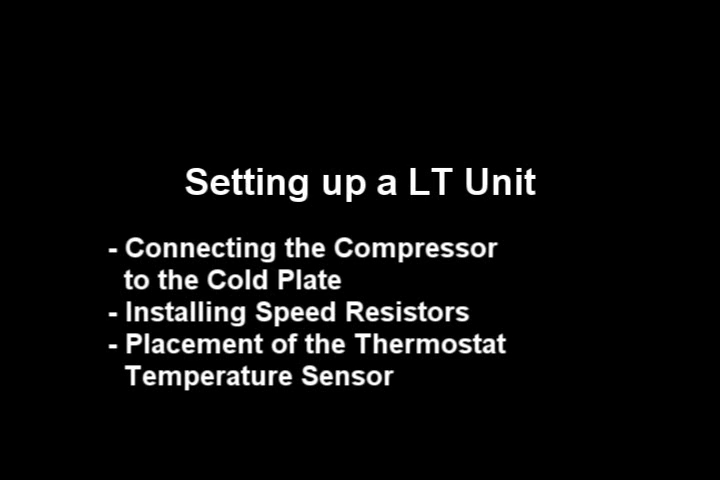 Setting up a LT Unit
- Connecting the Compressor
to the Cold Plate
- Installing Speed Resistors
- Placement of the Thermostat
Temperature Sensor